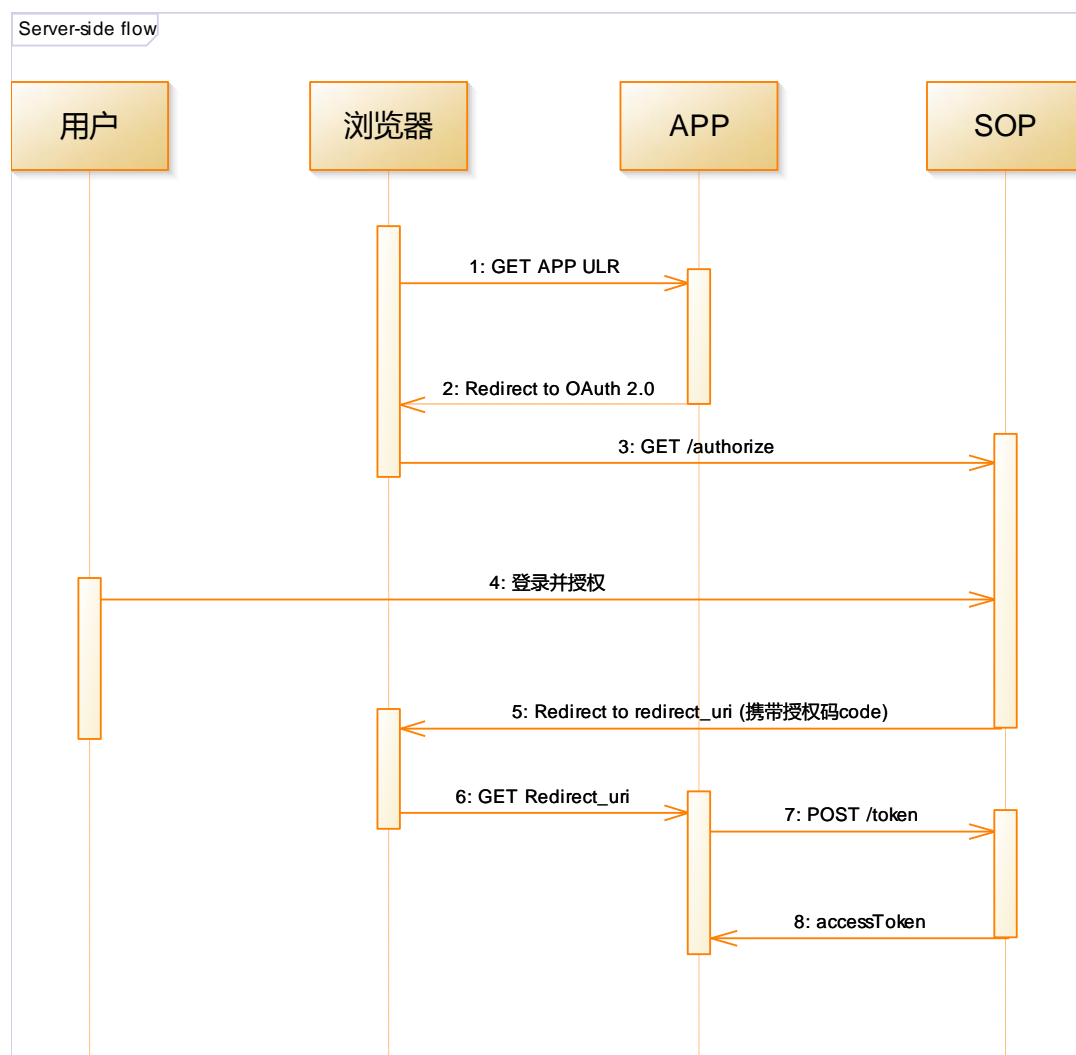 Server-side flow
用户
浏览器
APP
SOP
1: GET APP ULR
2: Redirect to OAuth 2.0
3: GET /authorize
4: 登录并授权
5: Redirect to redirect_uri (携带授权码code)
6: GET Redirect_uri
7: POST /token
8: accessToken